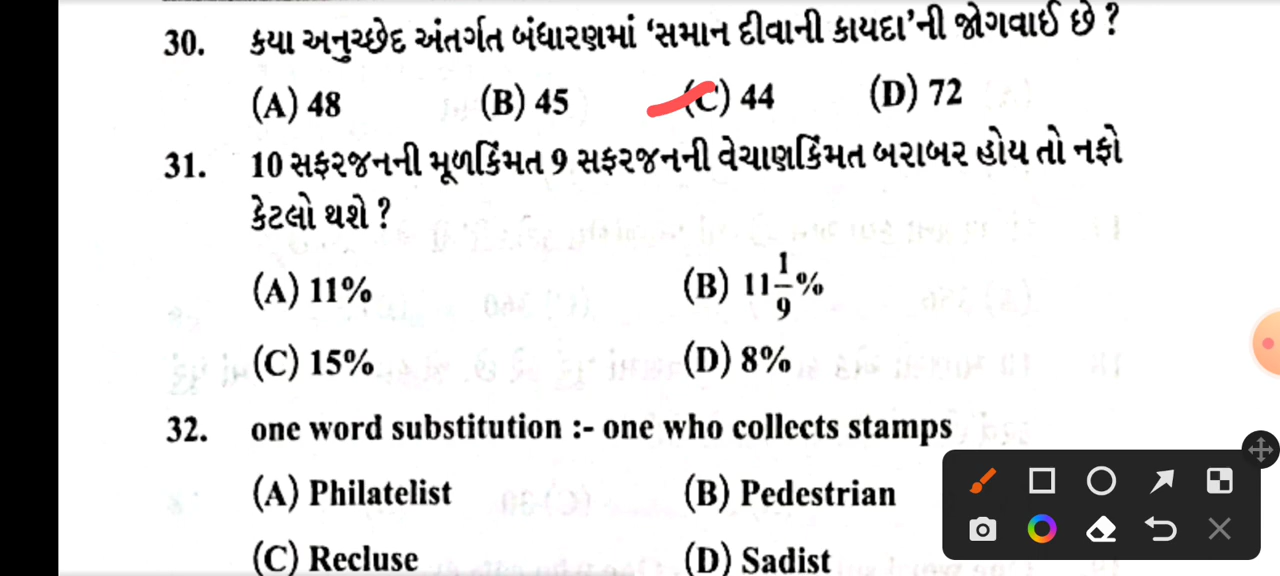 30. કયા અનુચ્છેદ અંતર્ગત બંધારણમાં ‘સમાન દીવાની કાયદા’ની જોગવાઈ છે ?
(A) 48 (B) 45 (C) 44 (D) 72
31. 10 સફરજનની મૂળકિંમત 9 સફરજનની વેચાણકિંમત બરાબર હોય તો નફો
કેટલો થશે ?
(A) 11% (B) 11 1/9%
(C) 15% (D) 8%
32. one word substitution :- one who collects stamps
(A) Philatelist (B) Pedestrian
(C) Recluse (D) Sadist